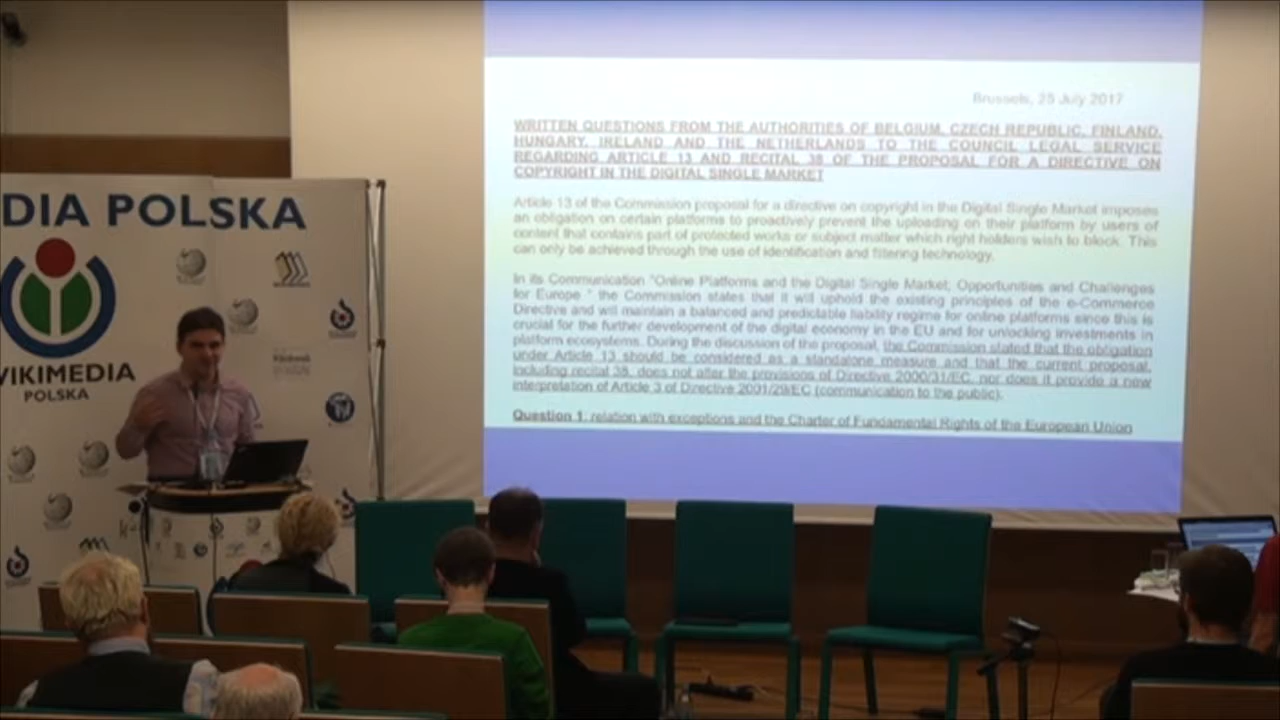 Brussels, 25 July 2017
WRITTEN QUESTIONS FROM THE AUTHORITIES OF BELGIUM, CZECH REPUBLIC, FINLAND,
HUNGARY, IRELAND AND THE NETHERLANDS TO THE COUNCIL LEGAL SERVICE
REGARDING ARTICLE 13 AND RECITAL 38 OF THE PROPOSAL FOR A DIRECTIVE ON
COPYRIGHT IN THE DIGITAL SINGLE MARKET
Article 13 of the Commission proposal for a directive on copyright in the Digital Single Market imposes
an obligation on certain platforms to proactively prevent the uploading on their platform by users of
content that contains part of protected works or subject matter which right holders wish to block. This
can only be achieved through the use of identification and filtering technology.
In its Communication "Online Platforms and the Digital Single Market, Opportunities and Challenges
for Europe " the Commission states that it will uphold the existing principles of the e-Commerce
Directive and will maintain a balanced and predictable liability regime for online platforms since this is
crucial for the further development of the digital economy in the EU and for unlocking investments in
platform ecosystems. During the discussion of the proposal, the Commission stated that the obligation
under Article 13 should be considered as a standalone measure and that the current proposal,
including recital 38, does not alter the provisions of Directive 2000/31/EC, nor does it provide a new
interpretation of Article 3 of Directive 2001/29/EC (communication to the public).
Question 1: relation with exceptions and the Charter of Fundamental Rights of the European Union
DIA POLSKA
WIKIMEDIA
POLSKA